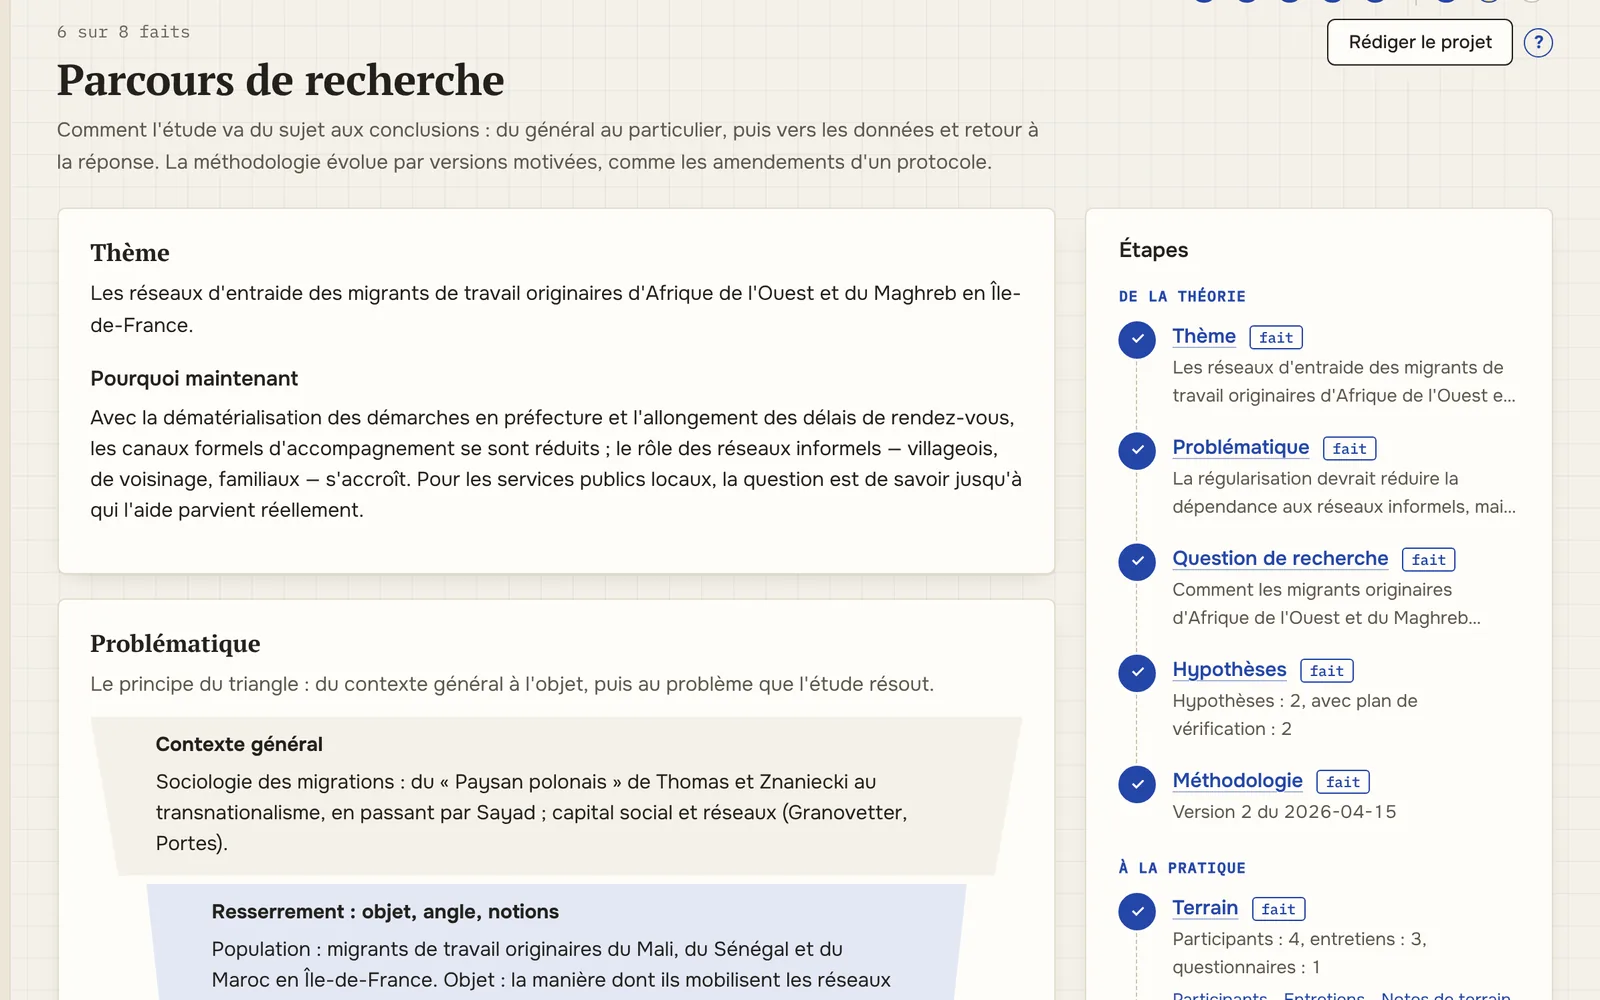 6 sur 8 faits
Parcours de recherche
Comment l'étude va du sujet aux conclusions : du général au particulier, puis vers les données et retour à
la réponse. La méthodologie évolue par versions motivées, comme les amendements d'un protocole.
Rédiger le projet
?
Thème
Les réseaux d'entraide des migrants de travail originaires d'Afrique de l'Ouest et du Maghreb en Île-
de-France.
Pourquoi maintenant
Avec la dématérialisation des démarches en préfecture et l'allongement des délais de rendez-vous,
les canaux formels d'accompagnement se sont réduits ; le rôle des réseaux informels — villageois,
de voisinage, familiaux — s'accroît. Pour les services publics locaux, la question est de savoir jusqu'à
qui l'aide parvient réellement.
Problématique
Le principe du triangle : du contexte général à l'objet, puis au problème que l'étude résout.
Contexte général
Sociologie des migrations : du « Paysan polonais » de Thomas et Znaniecki au
transnationalisme, en passant par Sayad ; capital social et réseaux (Granovetter,
Portes).
Resserrement : objet, angle, notions
Population : migrants de travail originaires du Mali, du Sénégal et du
Maroc en Île-de-France. Objet : la manière dont ils mobilisent les réseaux
Étapes
DE LA THÉORIE
Thème fait
Les réseaux d'entraide des migrants de
travail originaires d'Afrique de l'Ouest e...
Problématique fait
La régularisation devrait réduire la
dépendance aux réseaux informels, mai...
Question de recherche fait
Comment les migrants originaires
d'Afrique de l'Ouest et du Maghreb...
Hypothèses fait
Hypothèses : 2, avec plan de
vérification : 2
Méthodologie fait
Version 2 du 2026-04-15
À LA PRATIQUE
Terrain fait
Participants : 4, entretiens : 3,
questionnaires : 1
Participants Entretiens Notes de terrain